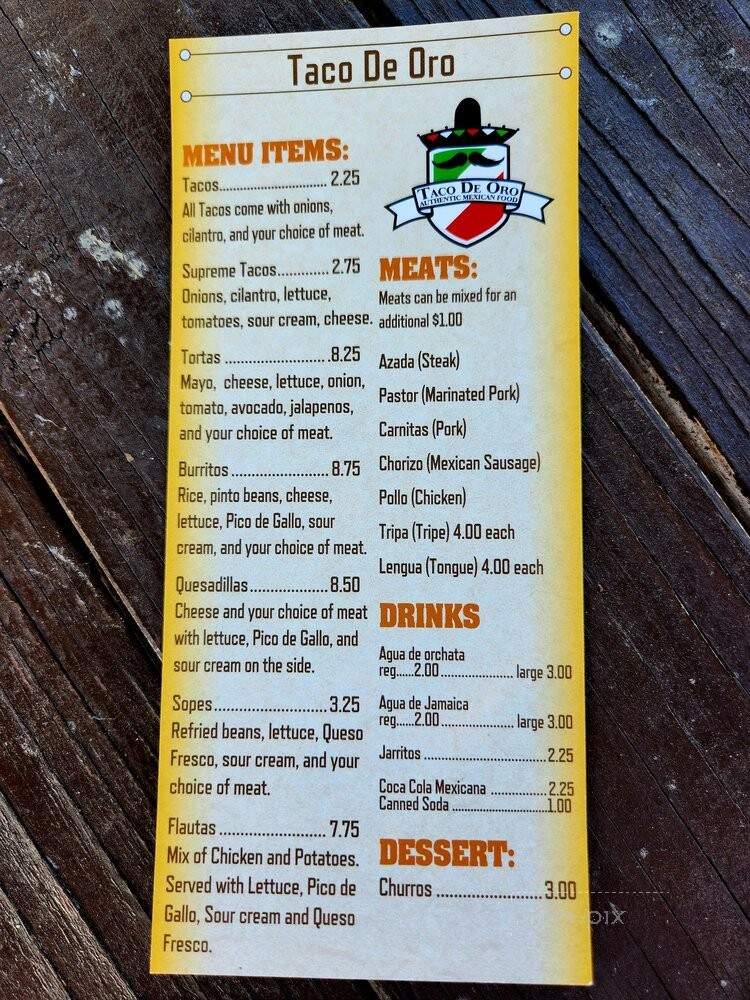 Taco De Oro
MENU ITEMS:
Tacos............................ 2.25
All Tacos come with onions,
cilantro, and your choice of meat.
Supreme Tacos............. 2.75
Onions, cilantro, lettuce,
tomatoes, sour cream, cheese.
Tortas ...........................8.25
Mayo, cheese, lettuce, onion,
tomato, avocado, jalapenos,
and your choice of meat.
Burritos ......................... 8.75
Rice, pinto beans, cheese,
lettuce, Pico de Gallo, sour
cream, and your choice of meat.
Quesadillas....................8.50
Cheese and your choice of meat
with lettuce, Pico de Gallo, and
sour cream on the side.
Sopes..............................3.25
Refried beans, lettuce, Queso
Fresco, sour cream, and your
choice of meat.
Flautas ........................... 7.75
Mix of Chicken and Potatoes.
Served with Lettuce, Pico de
Gallo, Sour cream and Queso
Fresco.
TACO DE ORO
AUTHENTIC MEXICAN FOOD
MEATS:
Meats can be mixed for an
additional $1.00
Azada (Steak)
Pastor (Marinated Pork)
Carnitas (Pork)
Chorizo (Mexican Sausage)
Pollo (Chicken)
Tripa (Tripe) 4.00 each
Lengua (Tongue) 4.00 each
DRINKS
Agua de orchata
reg......2.00........................ large 3.00
Agua de Jamaica
reg......2.00........................ large 3.00
Jarritos ........................................2.25
Coca Cola Mexicana ..................2.25
Canned Soda ..............................1.00
DESSERT:
Churros ..........................3.00